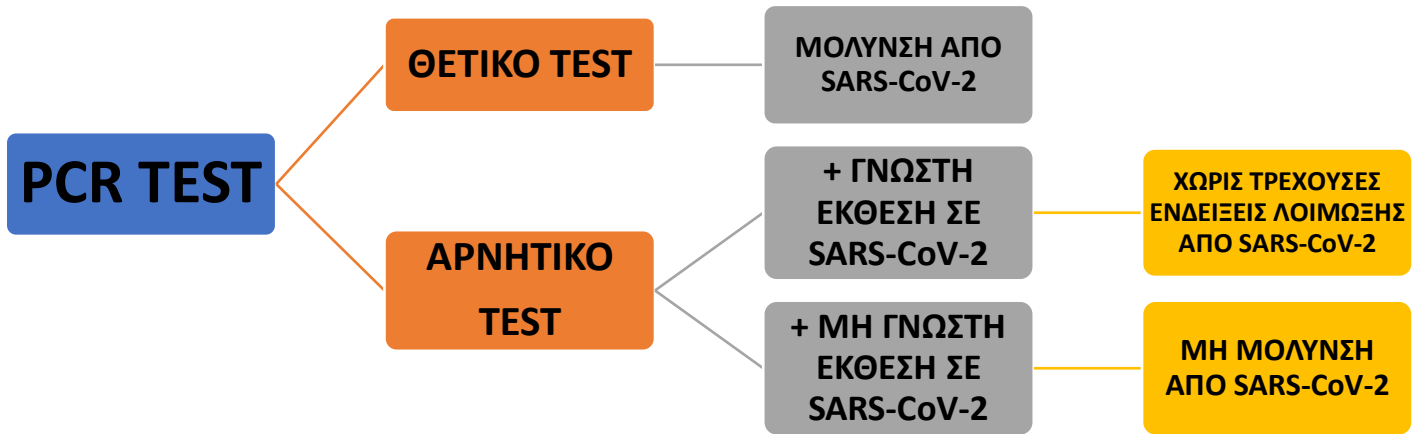 PCR TEST
ΘΕΤΙΚΟ TEST
ΜΟΛΥΝΣΗ ΑΠΟ
SARS-CoV-2
ΑΡΝΗΤΙΚΟ
TEST
+ ΓΝΩΣΤΗ
ΕΚΘΕΣΗ ΣΕ
SARS-CoV-2
ΧΩΡΙΣ ΤΡΕΧΟΥΣΕΣ
ΕΝΔΕΙΞΕΙΣ ΛΟΙΜΩΞΗΣ
ΑΠΟ SARS-CoV-2
+ ΜΗ ΓΝΩΣΤΗ
ΕΚΘΕΣΗ ΣΕ
SARS-CoV-2
ΜΗ ΜΟΛΥΝΣΗ
ΑΠΟ SARS-CoV-2